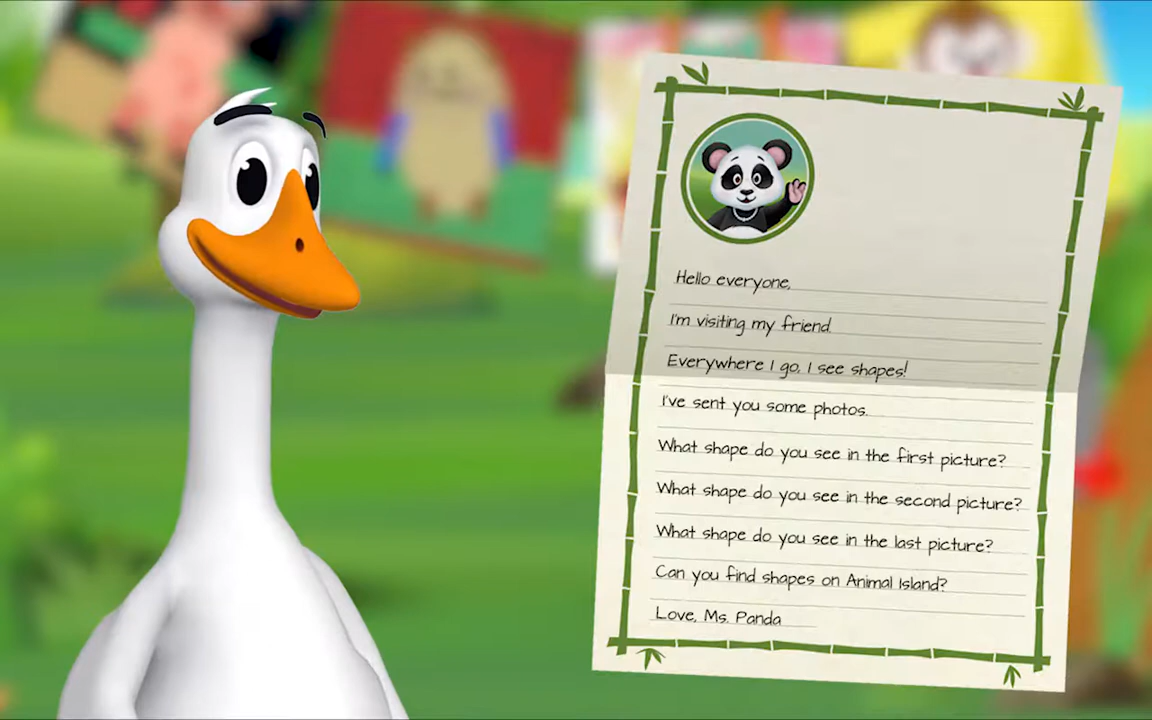 Hello everyone,
I'm visiting my friend.
Everywhere I go, I see shapes!
I've sent you some photos.
What shape do you see in the first picture?
What shape do you see in the second picture?
What shape do you see in the last picture?
Can you find shapes on Animal Island?
Love, Ms. Panda